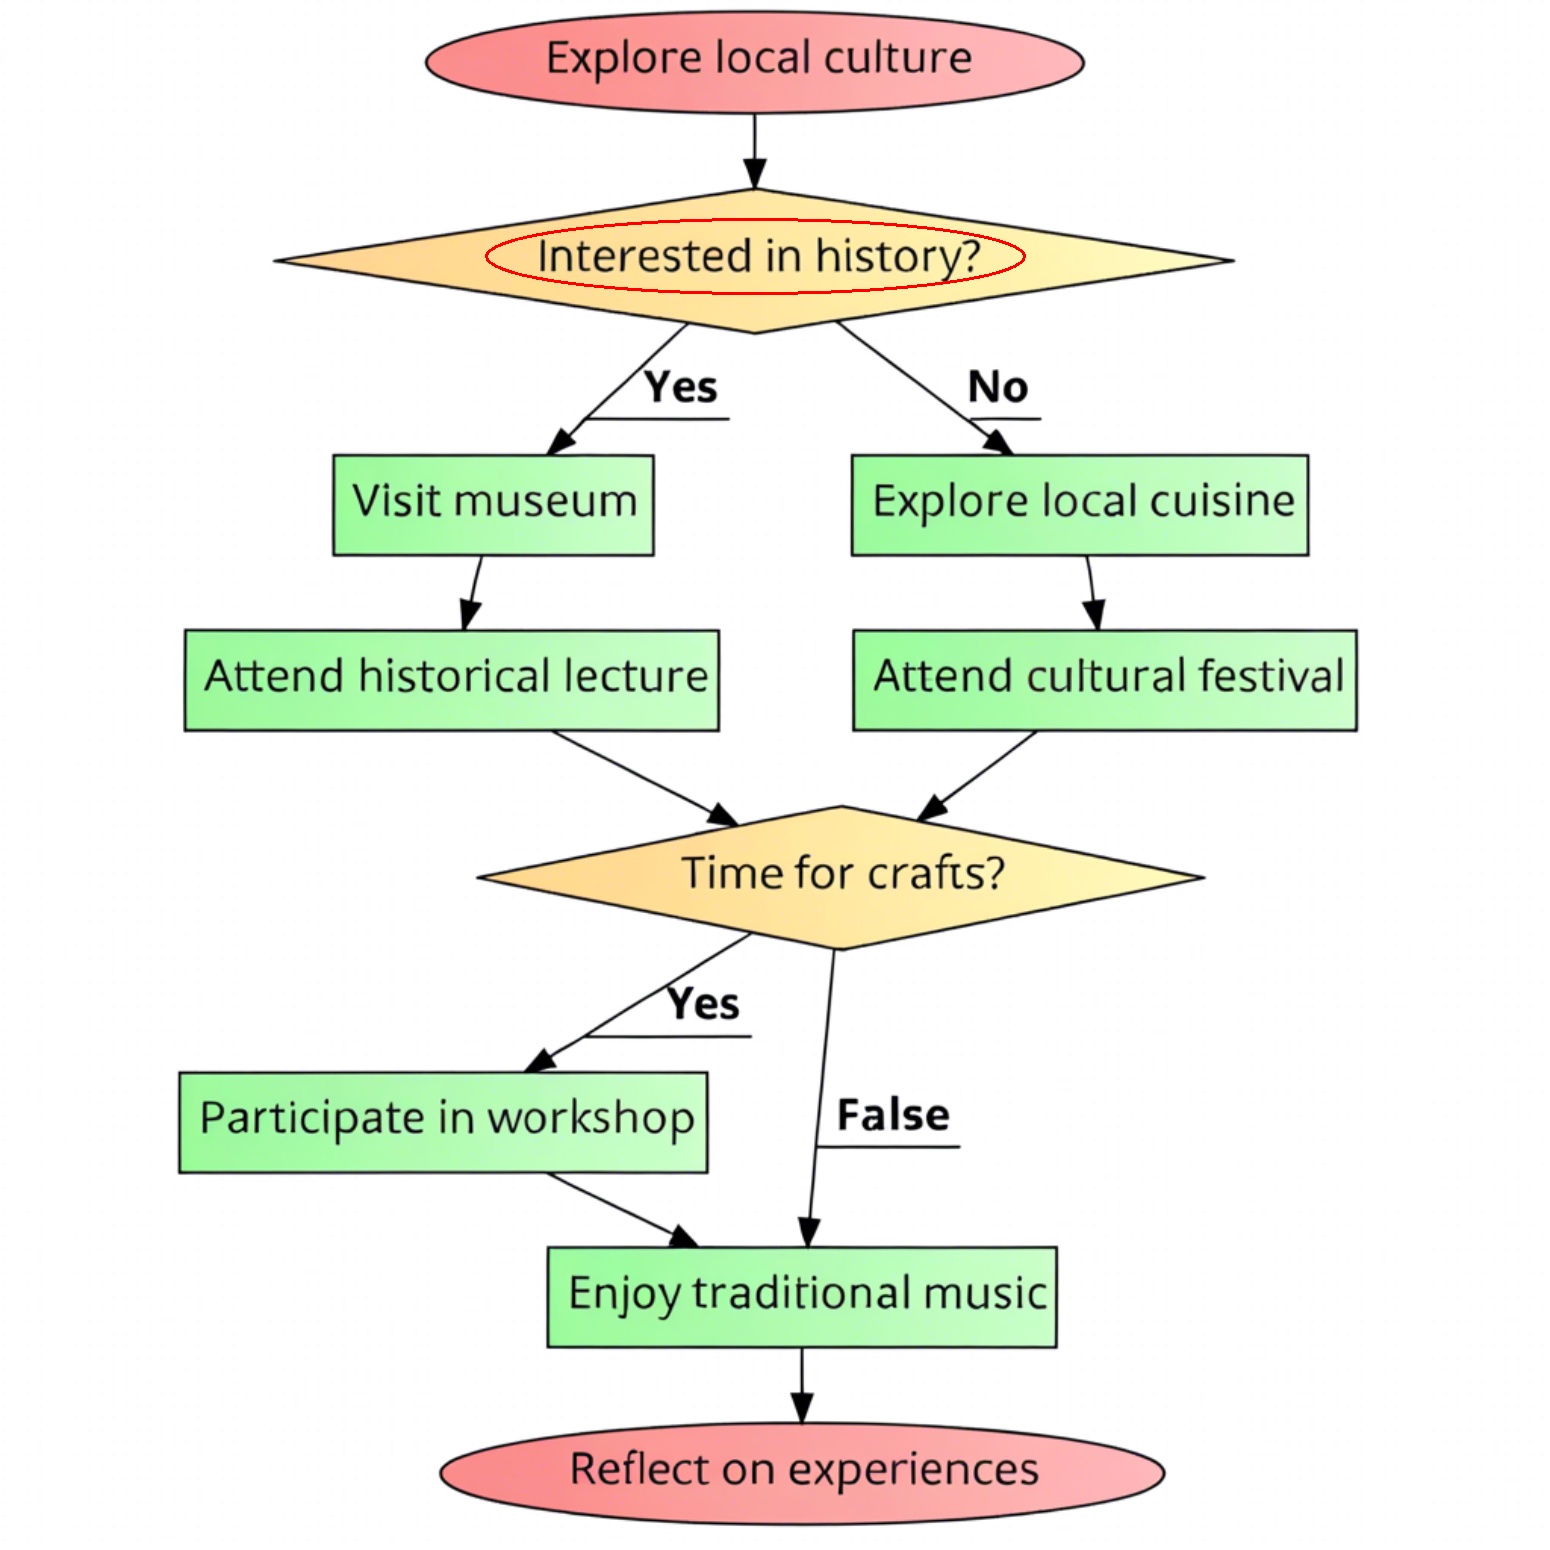 Explore local culture
Interested in history?
Yes
No
Visit museum
Explore local cuisine
Attend historical lecture
Attend cultural festival
Time for crafts?
Yes
False
Participate in workshop
Enjoy traditional music
Reflect on experiences